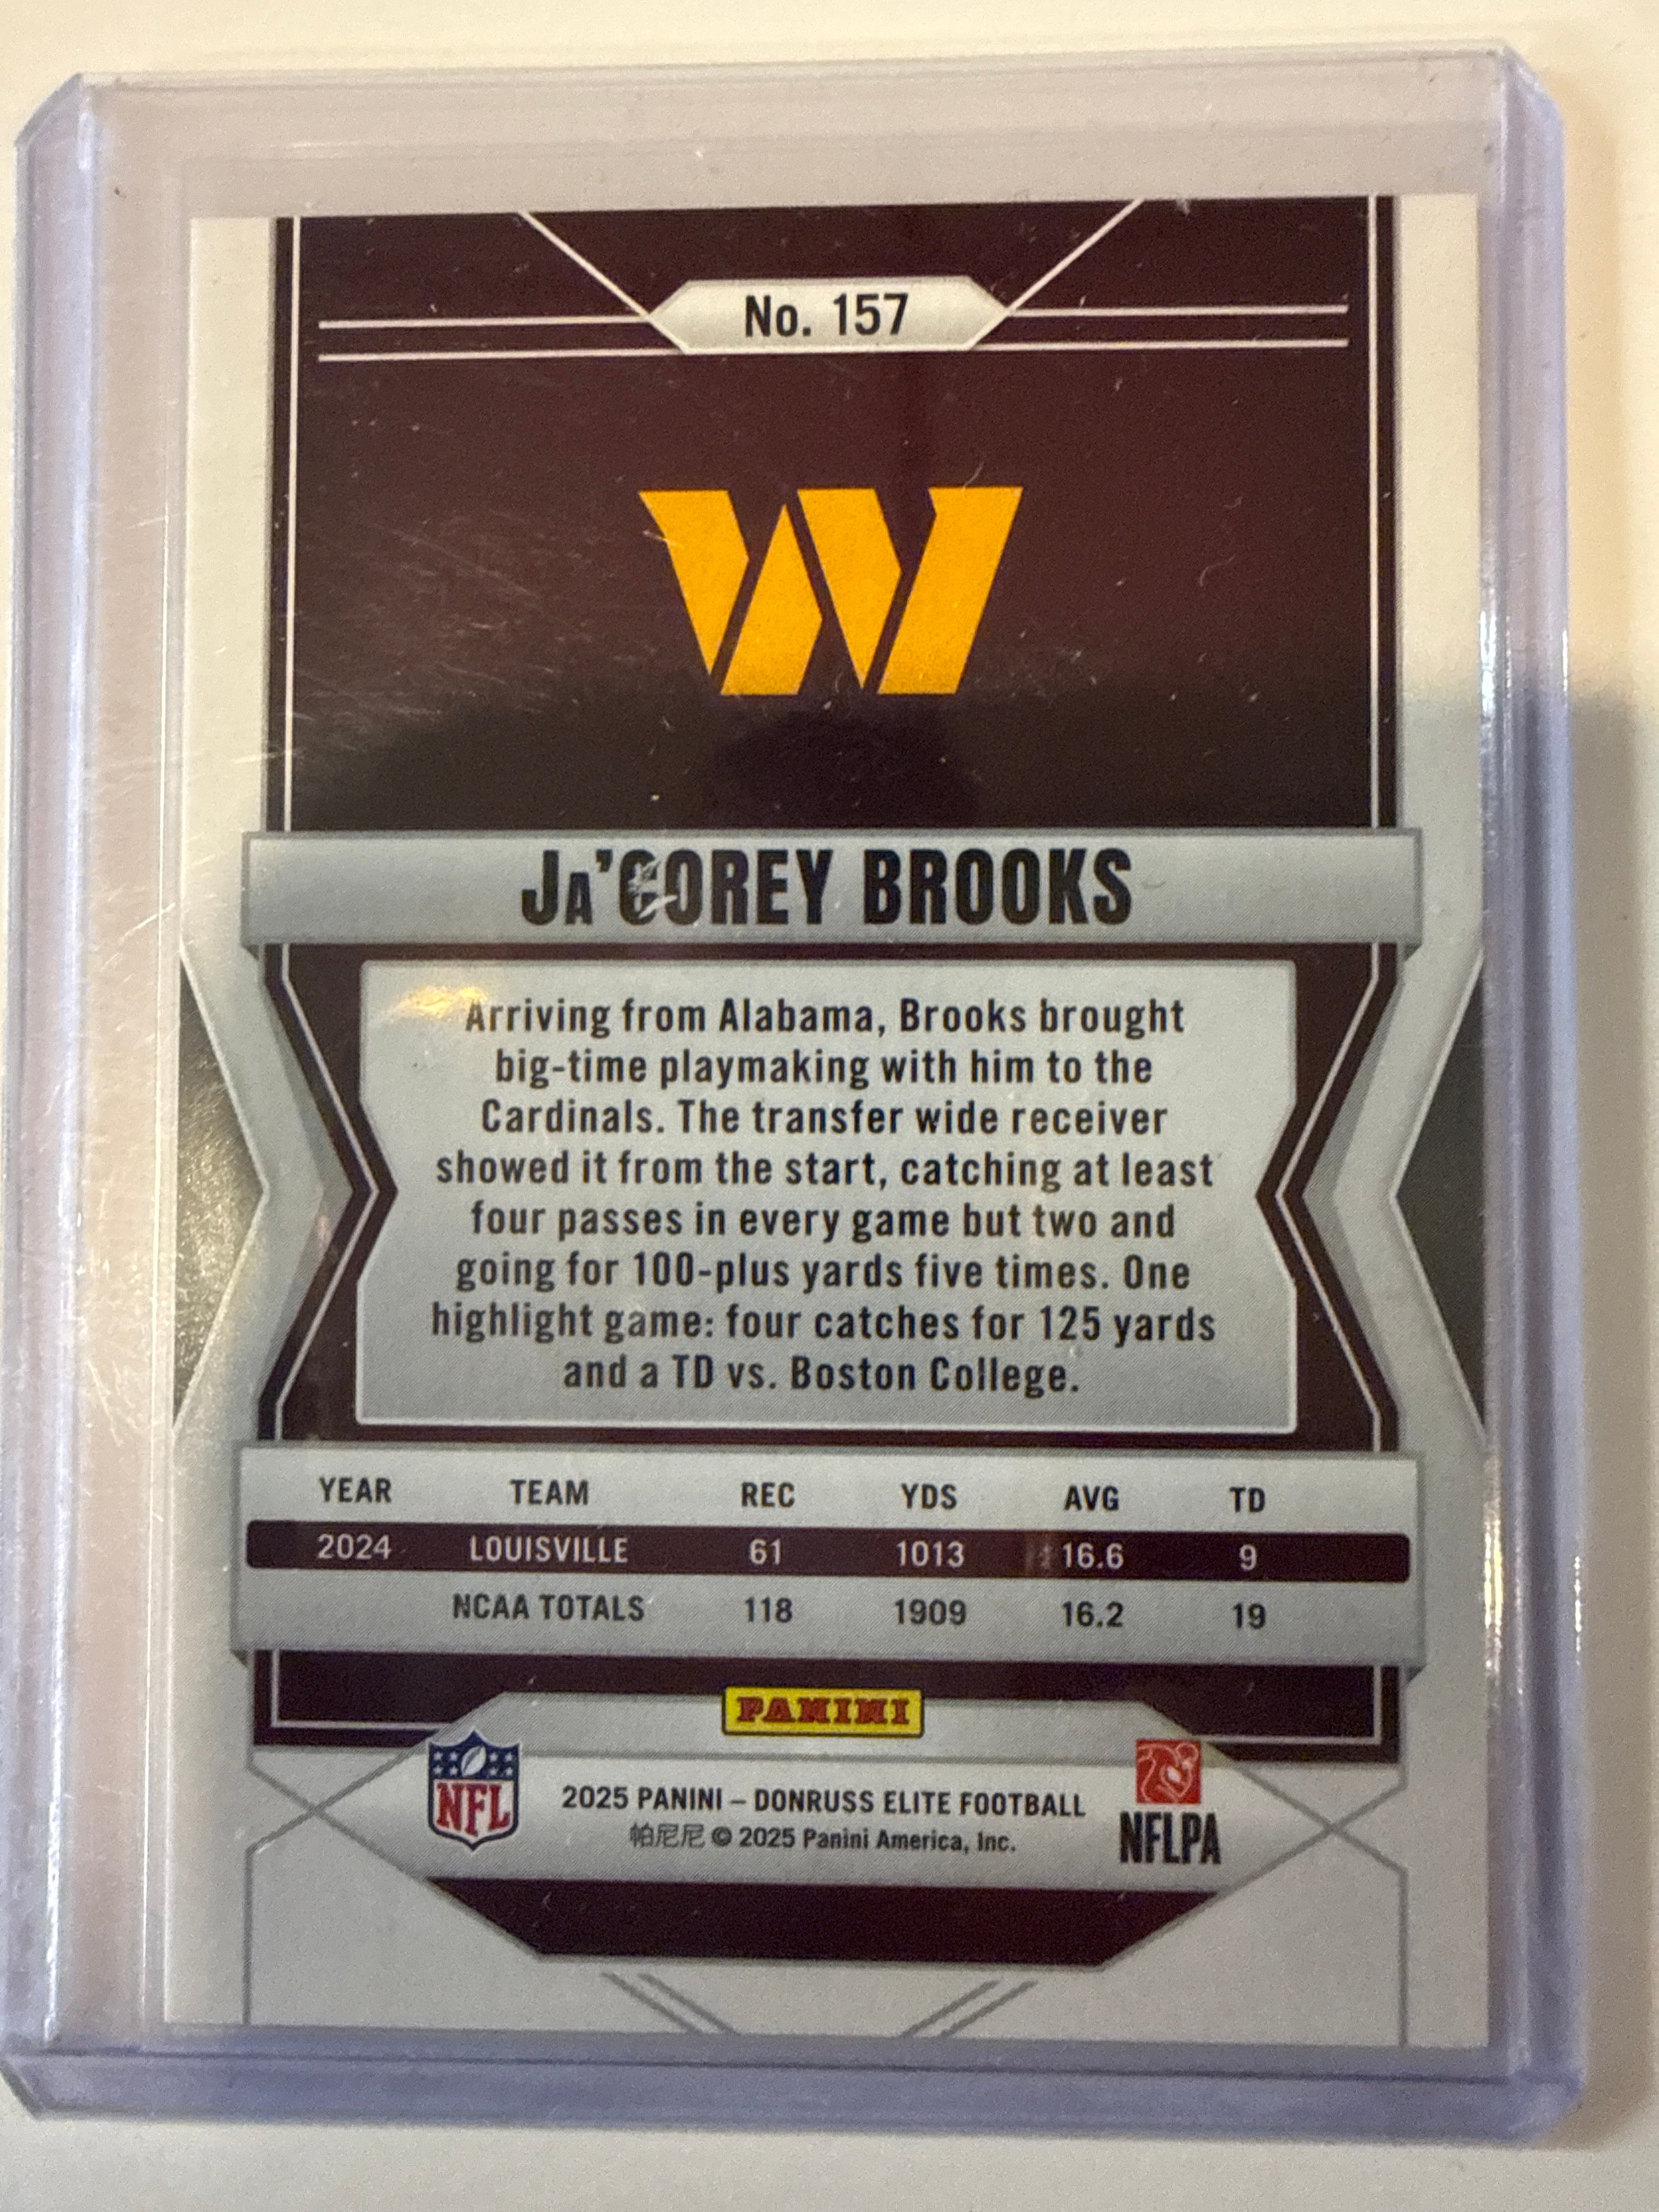 No. 157
W
JA'COREY BROOKS
Arriving from Alabama, Brooks brought
big-time playmaking with him to the
Cardinals. The transfer wide receiver
showed it from the start, catching at least
four passes in every game but two and
going for 100-plus yards five times. One
highlight game: four catches for 125 yards
and a TD vs. Boston College.
YEAR TEAM REC YDS AVG TD
2024 LOUISVILLE 61 1013 16.6 9
NCAA TOTALS 118 1909 16.2 19
PANINI
NFL
2025 PANINI – DONRUSS ELITE FOOTBALL
帕尼尼 © 2025 Panini America, Inc.
NFLPA